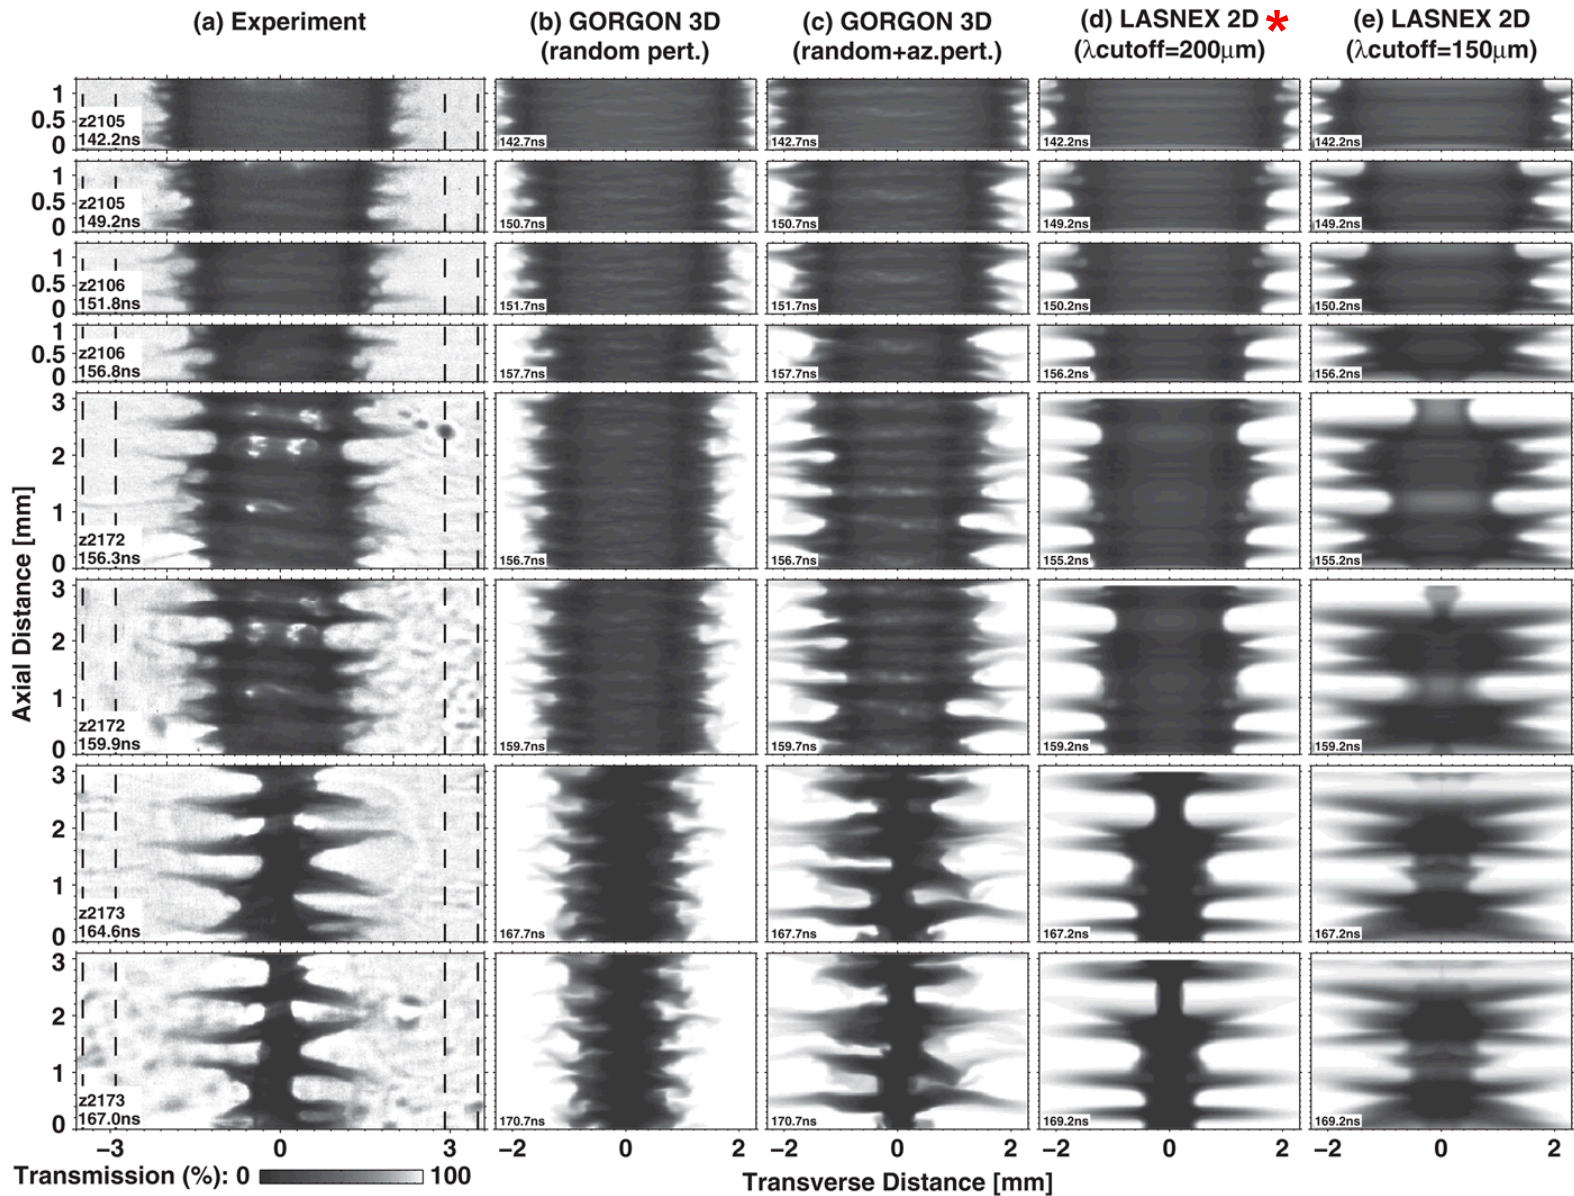 (a) Experiment
(b) GORGON 3D
(random pert.)
(c) GORGON 3D
(random+az.pert.)
(d) LASNEX 2D *
(λcutoff=200μm)
(e) LASNEX 2D
(λcutoff=150μm)
1
0.5
0
z2105
142.2ns
142.7ns
142.7ns
142.2ns
142.2ns
1
0.5
0
z2105
149.2ns
150.7ns
150.7ns
149.2ns
149.2ns
1
0.5
0
z2106
151.8ns
151.7ns
151.7ns
150.2ns
150.2ns
1
0.5
0
z2106
156.8ns
157.7ns
157.7ns
156.2ns
156.2ns
3
2
1
0
z2172
156.3ns
156.7ns
156.7ns
155.2ns
155.2ns
3
2
1
0
z2172
159.9ns
159.7ns
159.7ns
159.2ns
159.2ns
3
2
1
0
z2173
164.6ns
167.7ns
167.7ns
167.2ns
167.2ns
3
2
1
0
z2173
167.0ns
170.7ns
170.7ns
169.2ns
169.2ns
Axial Distance [mm]
−3 0 3
−2 0 2
−2 0 2
−2 0 2
−2 0 2
Transmission (%): 0 100
Transverse Distance [mm]